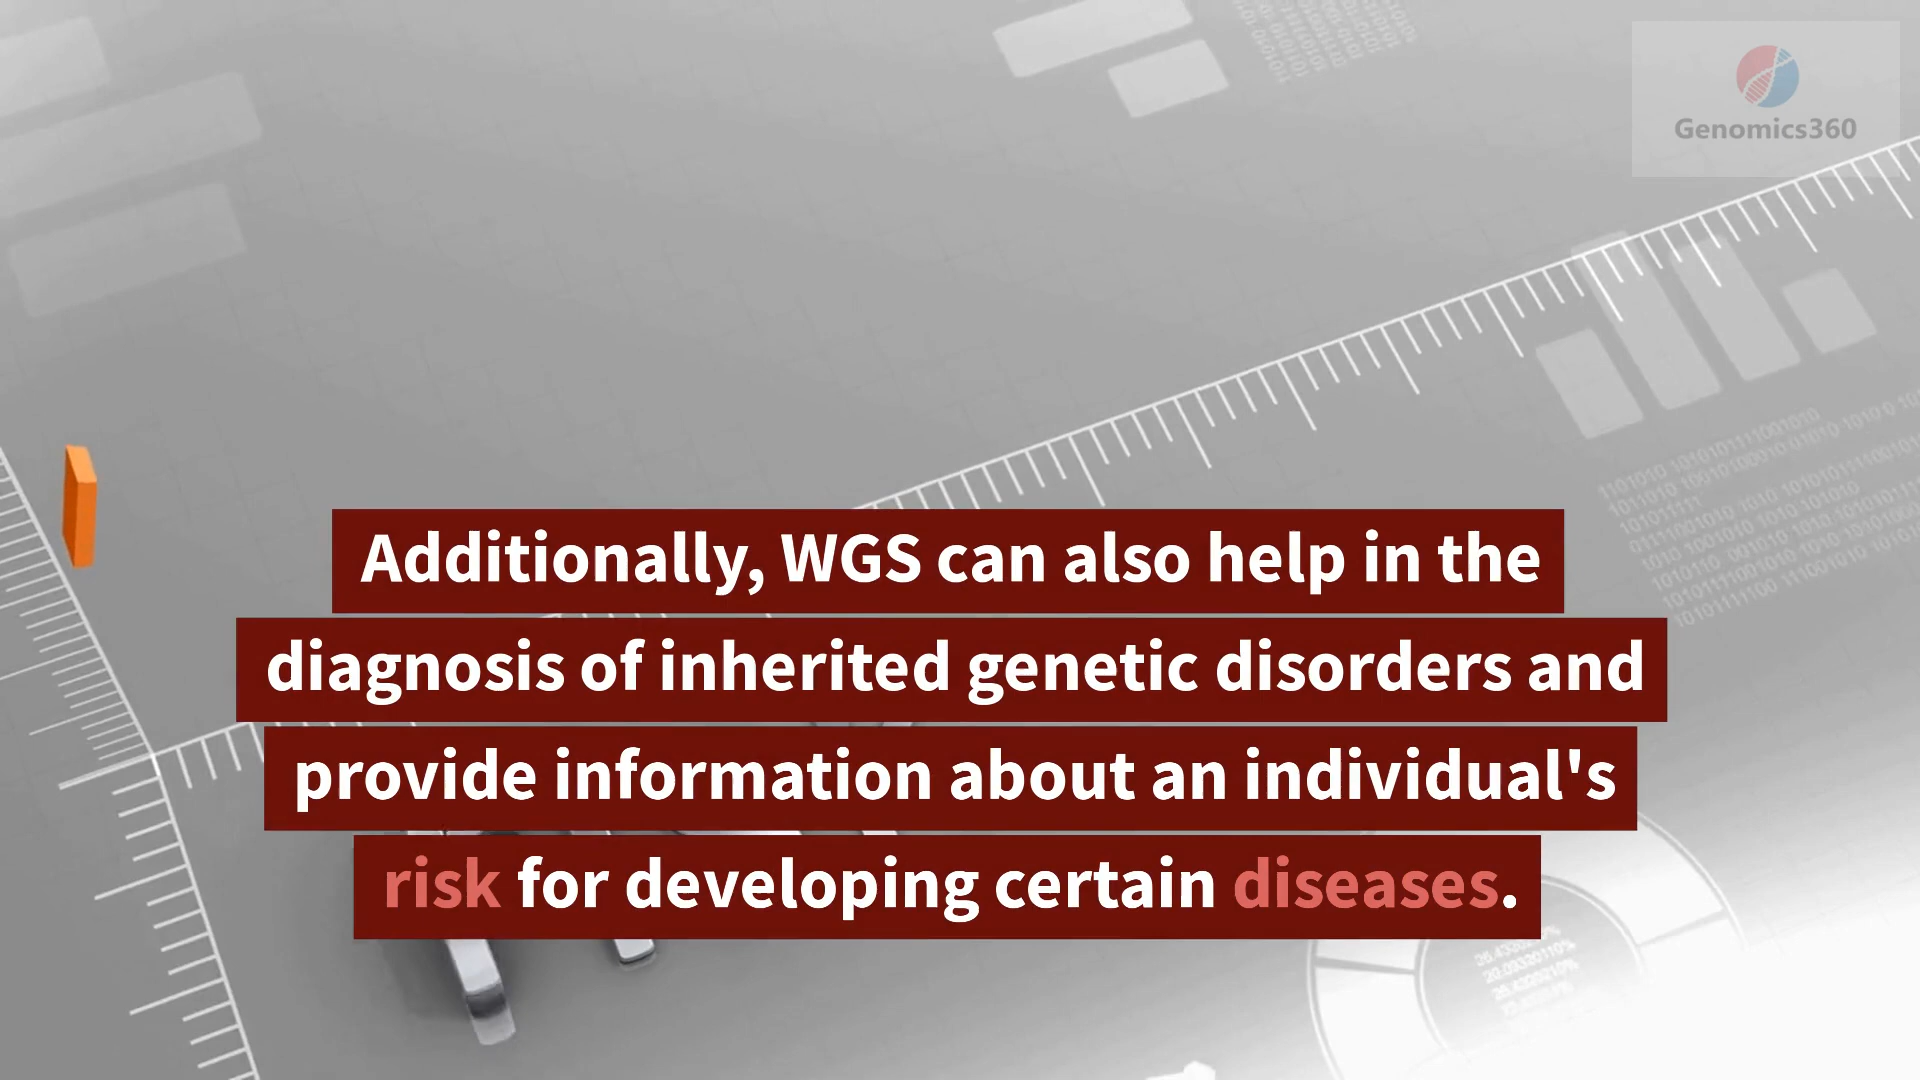 Genomics360
Additionally, WGS can also help in the
diagnosis of inherited genetic disorders and
provide information about an individual's
risk for developing certain diseases.